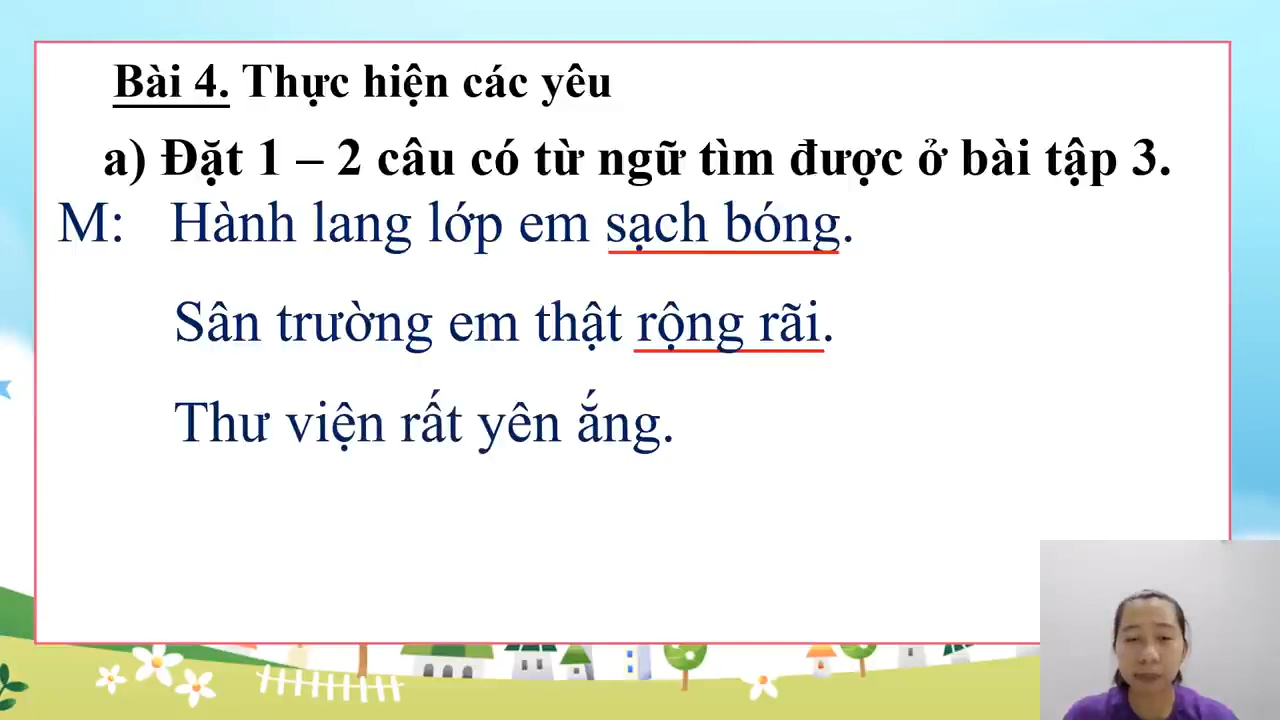 Bài 4. Thực hiện các yêu
a) Đặt 1 – 2 câu có từ ngữ tìm được ở bài tập 3.
M: Hành lang lớp em sạch bóng.
Sân trường em thật rộng rãi.
Thư viện rất yên ắng.